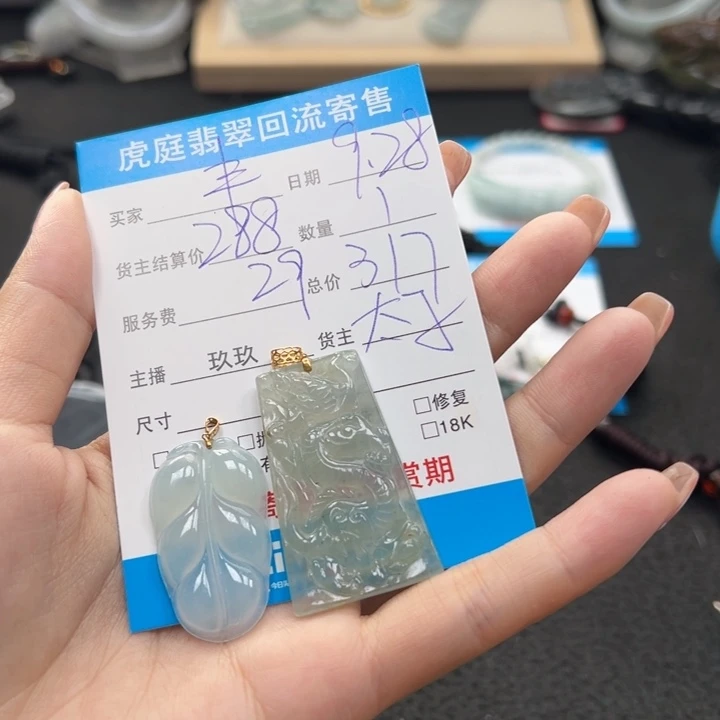 虎庭翡翠回流寄售
买家 丰 日期 9.28
货主结算价 288 数量 1
服务费 29 总价 317
主播 玖玖 货主
尺寸
□修复
□18K
赏期